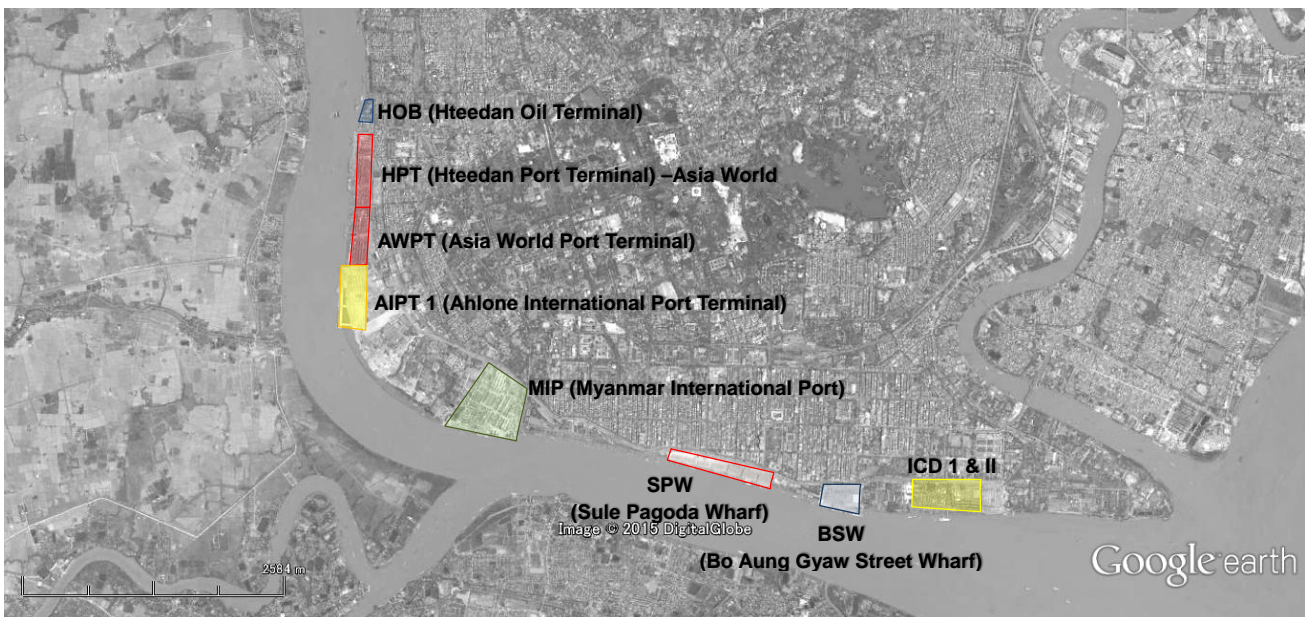 HOB (Hteedan Oil Terminal)
HPT (Hteedan Port Terminal) –Asia World
AWPT (Asia World Port Terminal)
AIPT 1 (Ahlone International Port Terminal)
MIP (Myanmar International Port)
ICD 1 & II
SPW
(Sule Pagoda Wharf)
Image © 2015 DigitalGlobe
BSW
(Bo Aung Gyaw Street Wharf)
Google earth
2584 m